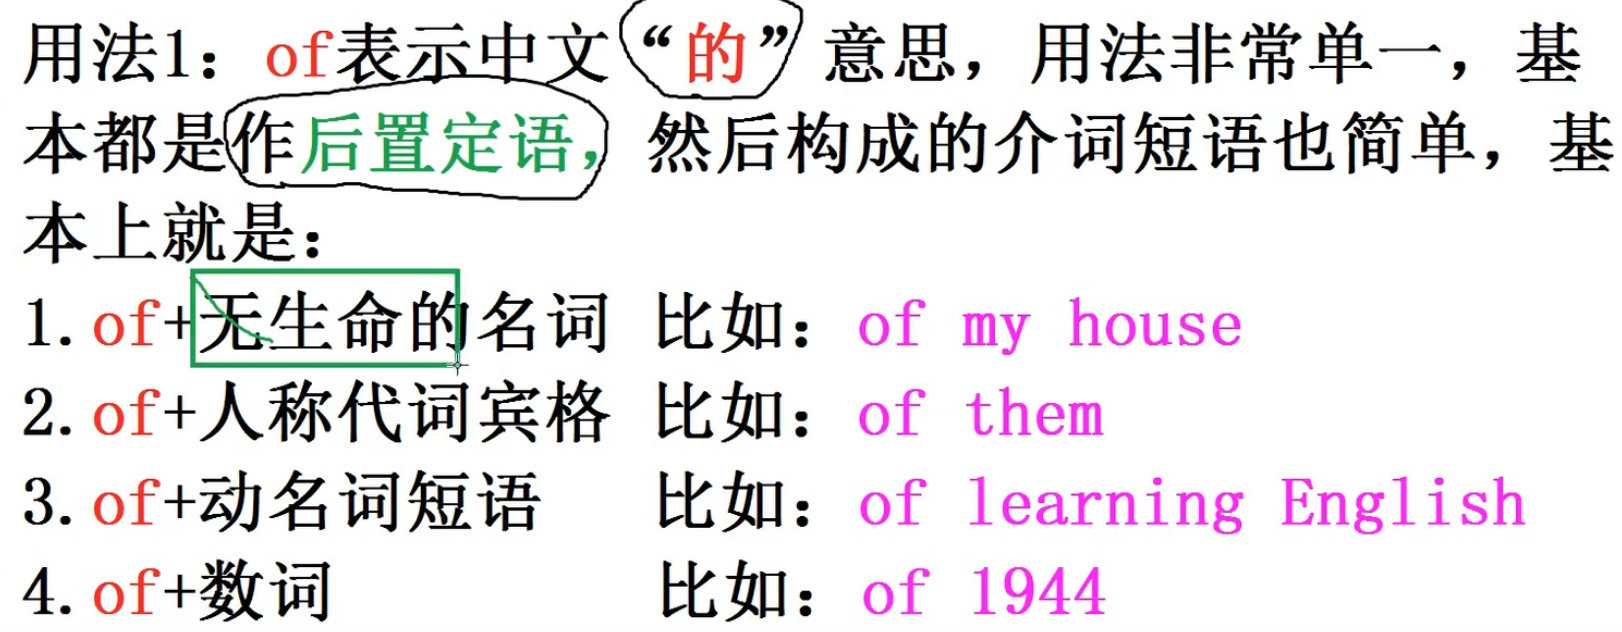 用法1：of表示中文“的”意思，用法非常单一，基
本都是作后置定语，然后构成的介词短语也简单，基
本上就是：
1.of+无生命的名词 比如：of my house
2.of+人称代词宾格 比如：of them
3.of+动名词短语 比如：of learning English
4.of+数词 比如：of 1944